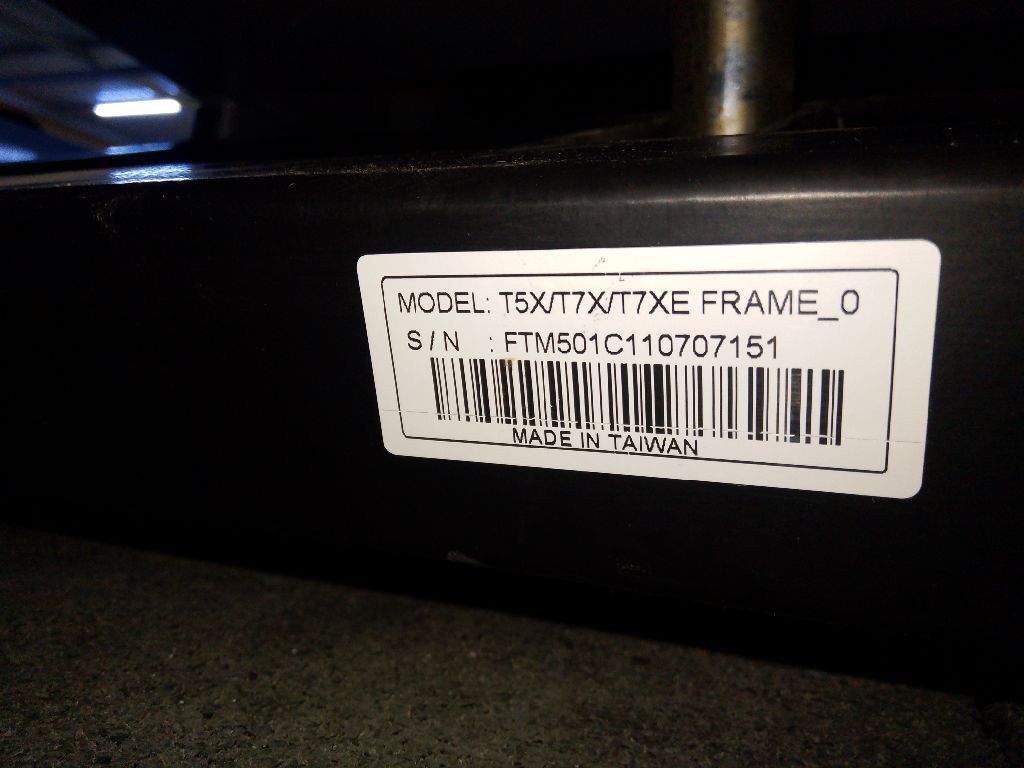 MODEL: T5X/T7X/T7XE FRAME_0
S / N : FTM501C110707151
MADE IN TAIWAN